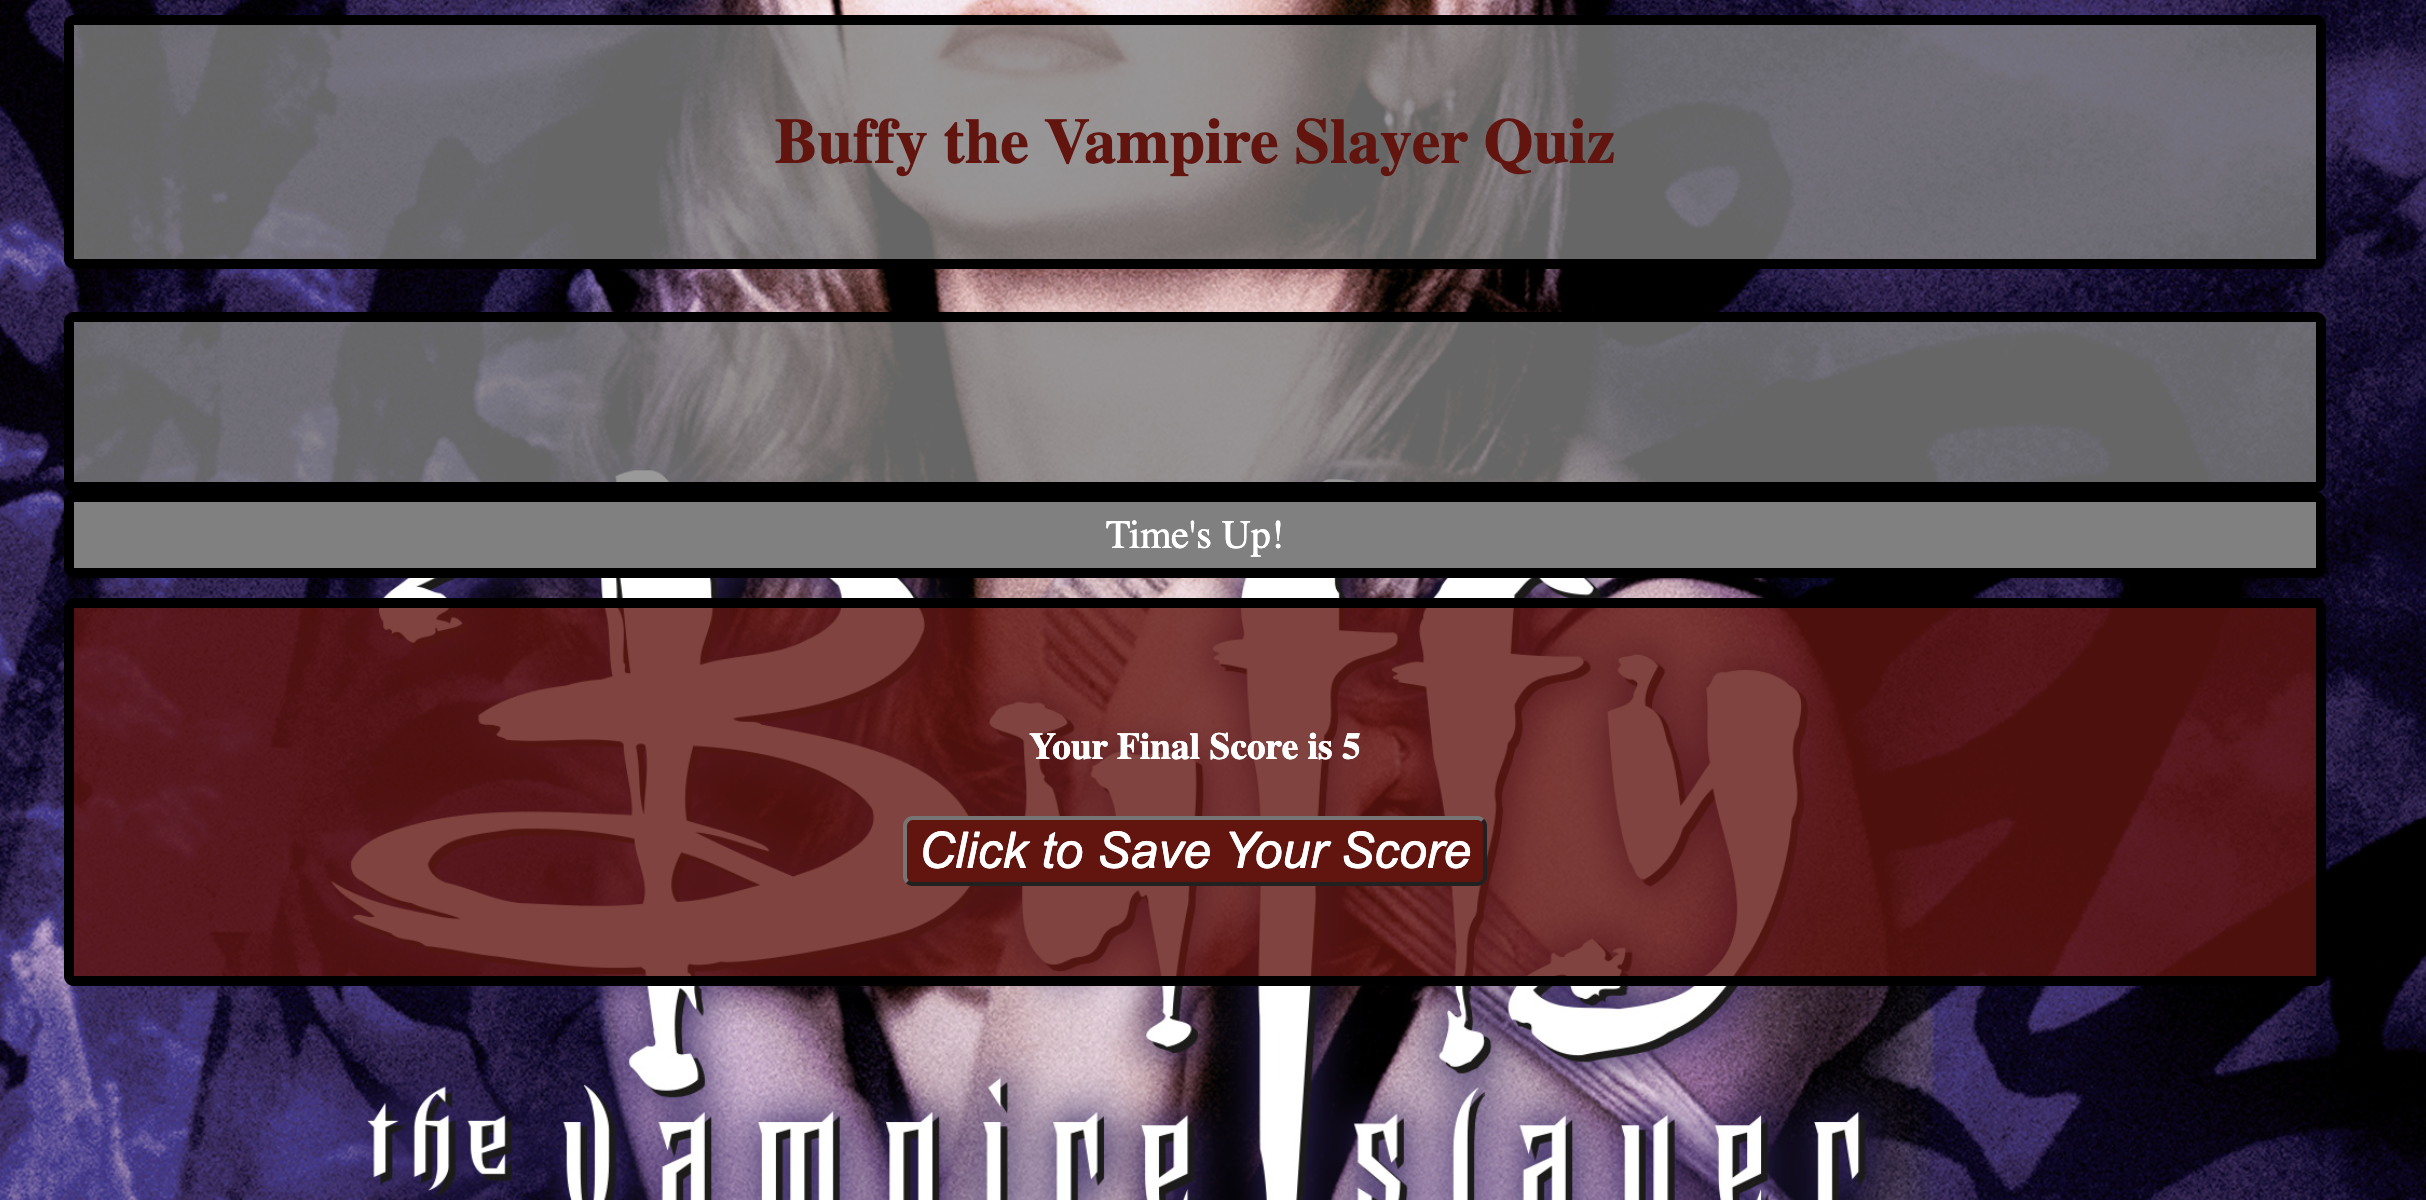 Buffy the Vampire Slayer Quiz
Time's Up!
Your Final Score is 5
Click to Save Your Score
Buffy
the vampire slayer